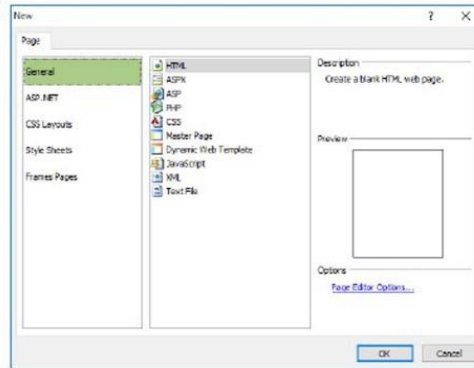 New
?
X
Page
General
ASP.NET
CSS Layouts
Style Sheets
Frames Pages
HTML
ASPX
ASP
PHP
CSS
Master Page
Dynamic Web Template
JavaScript
XML
Text File
Description
Create a blank HTML web page.
Preview
Options
Page Editor Options...
OK
Cancel